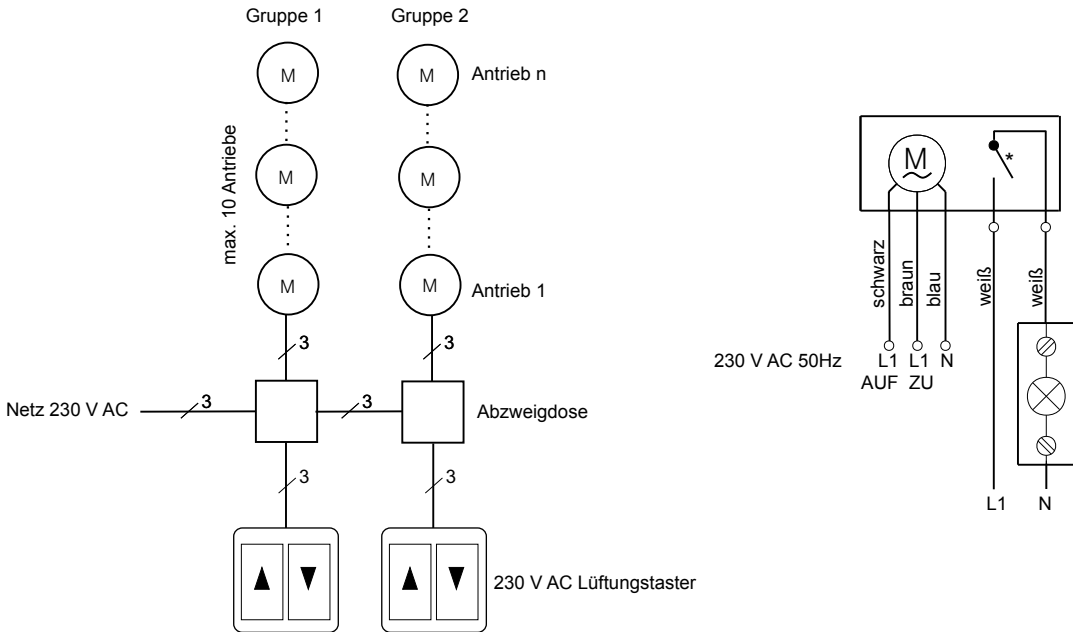 Gruppe 1
Gruppe 2
M
M
Antrieb n
max. 10 Antriebe
M
M
M
M
Antrieb 1
3
3
Netz 230 V AC
3
3
Abzweigdose
3
3
230 V AC Lüftungstaster
M
*
schwarz
braun
blau
weiß
weiß
230 V AC 50Hz
L1
L1
N
AUF
ZU
L1
N